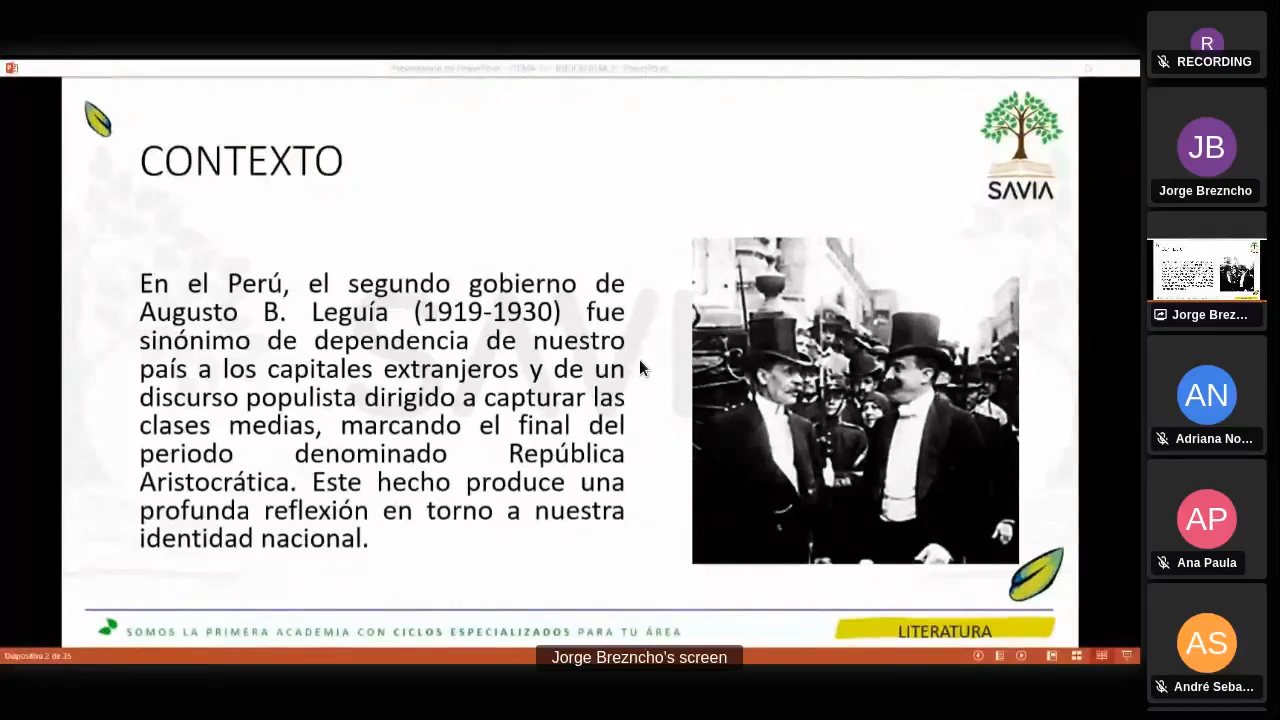 CONTEXTO
SAVIA
En el Perú, el segundo gobierno de
Augusto B. Leguía (1919-1930) fue
sinónimo de dependencia de nuestro
país a los capitales extranjeros y de un
discurso populista dirigido a capturar las
clases medias, marcando el final del
periodo denominado República
Aristocrática. Este hecho produce una
profunda reflexión en torno a nuestra
identidad nacional.
SOMOS LA PRIMERA ACADEMIA CON CICLOS ESPECIALIZADOS PARA TU ÁREA
LITERATURA
Diapositiva 2 de 35
Jorge Brezncho's screen
R
RECORDING
JB
Jorge Brezncho
Jorge Brez...
AN
Adriana No...
AP
Ana Paula
AS
André Seba...